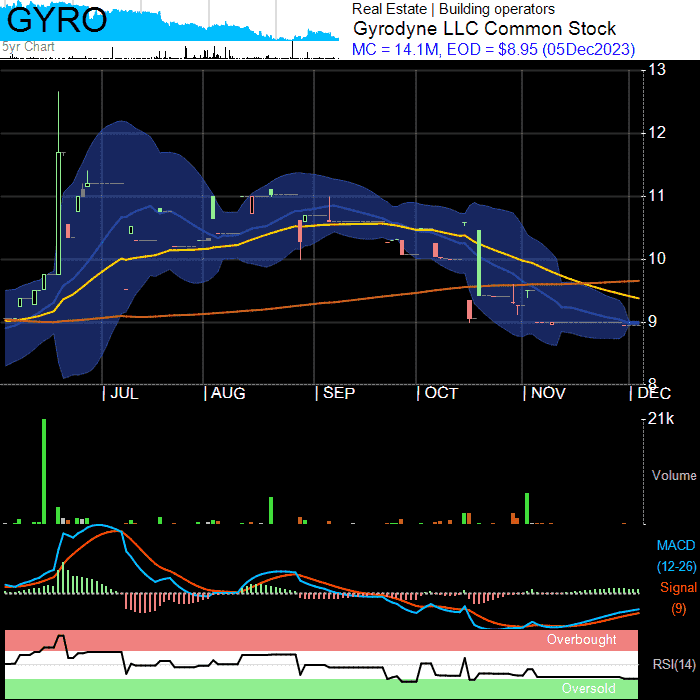 GYRO
5yr Chart
Real Estate | Building operators
Gyrodyne LLC Common Stock
MC = 14.1M, EOD = $8.95 (05Dec2023)
13
12
11
10
9
8
| JUL | AUG | SEP | OCT | NOV | DEC
21k
Volume
MACD
(12-26)
Signal
(9)
Overbought
RSI(14)
Oversold